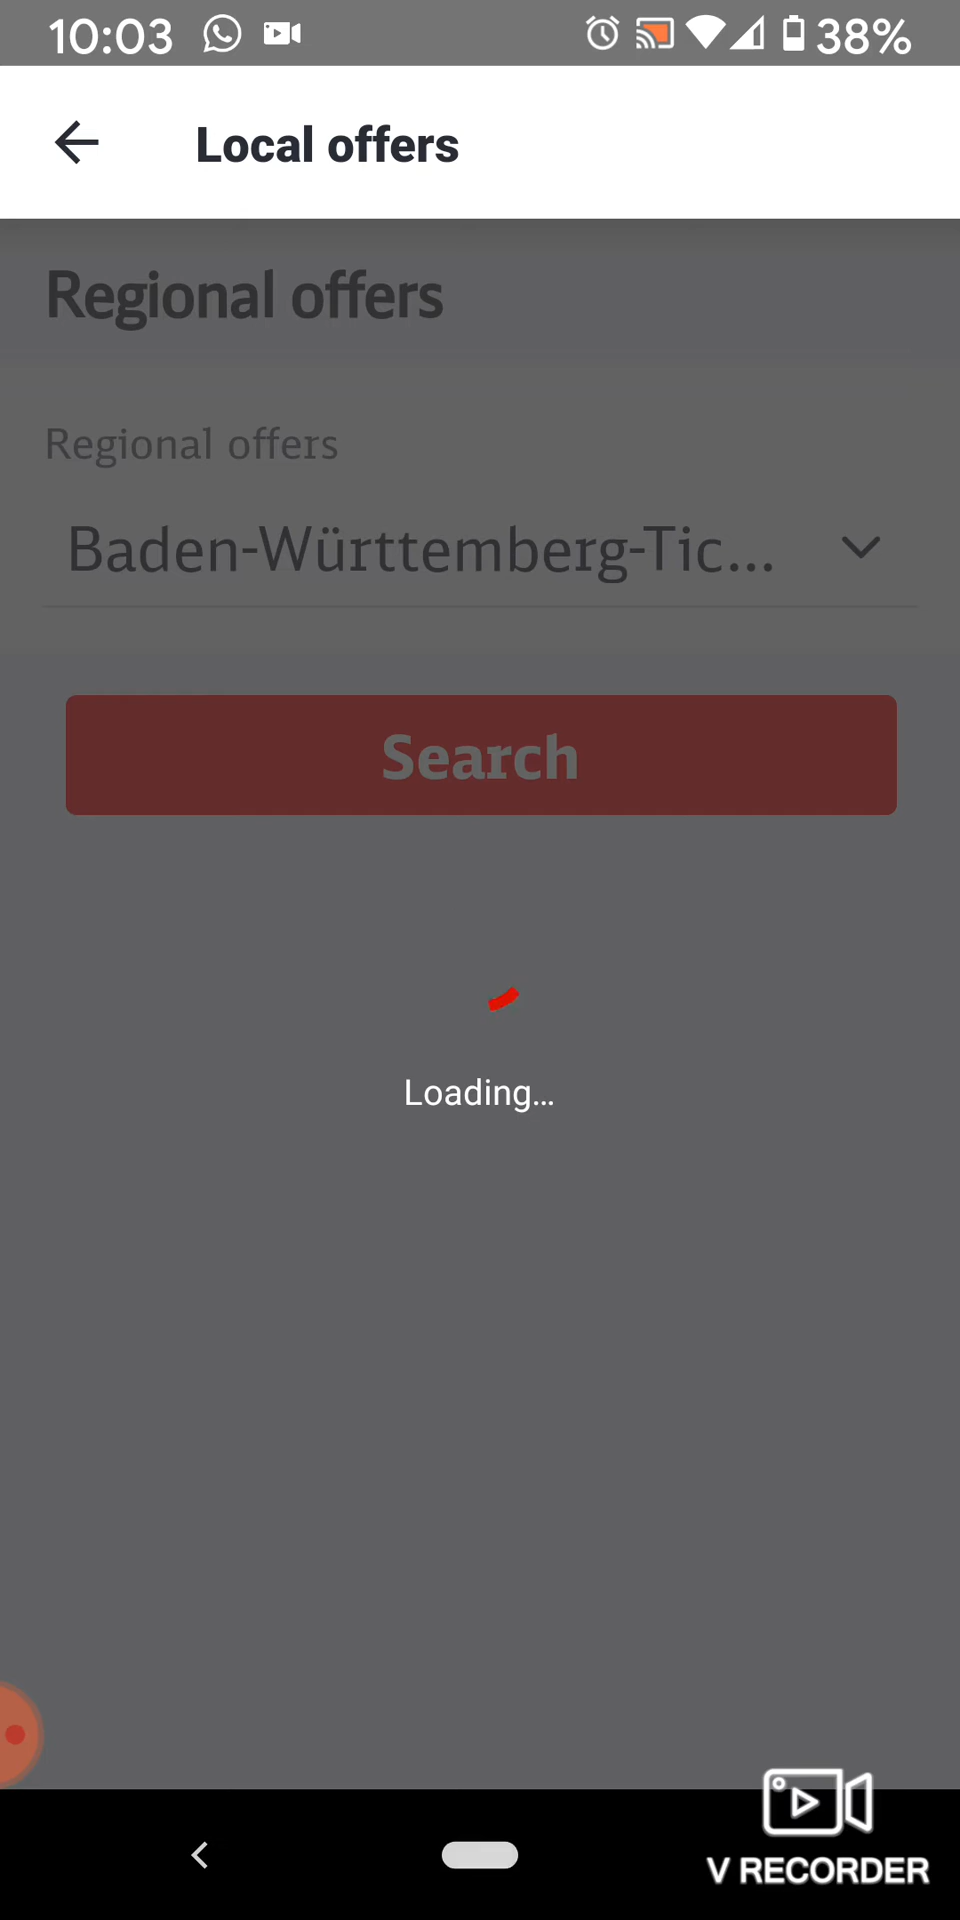 10:03 38%
Local offers
Regional offers
Regional offers
Baden-Württemberg-Tic...
Search
Loading...
V RECORDER